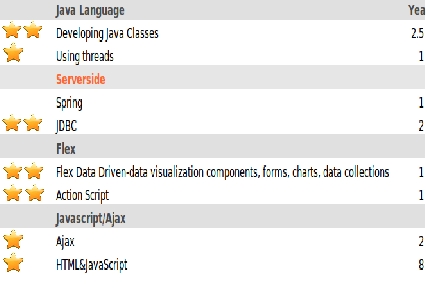 Java Language Yea
Developing Java Classes 2.5
Using threads 1
Serverside
Spring 1
JDBC 2
Flex
Flex Data Driven-data visualization components, forms, charts, data collections 1
Action Script 1
Javascript/Ajax
Ajax 2
HTML&JavaScript 8